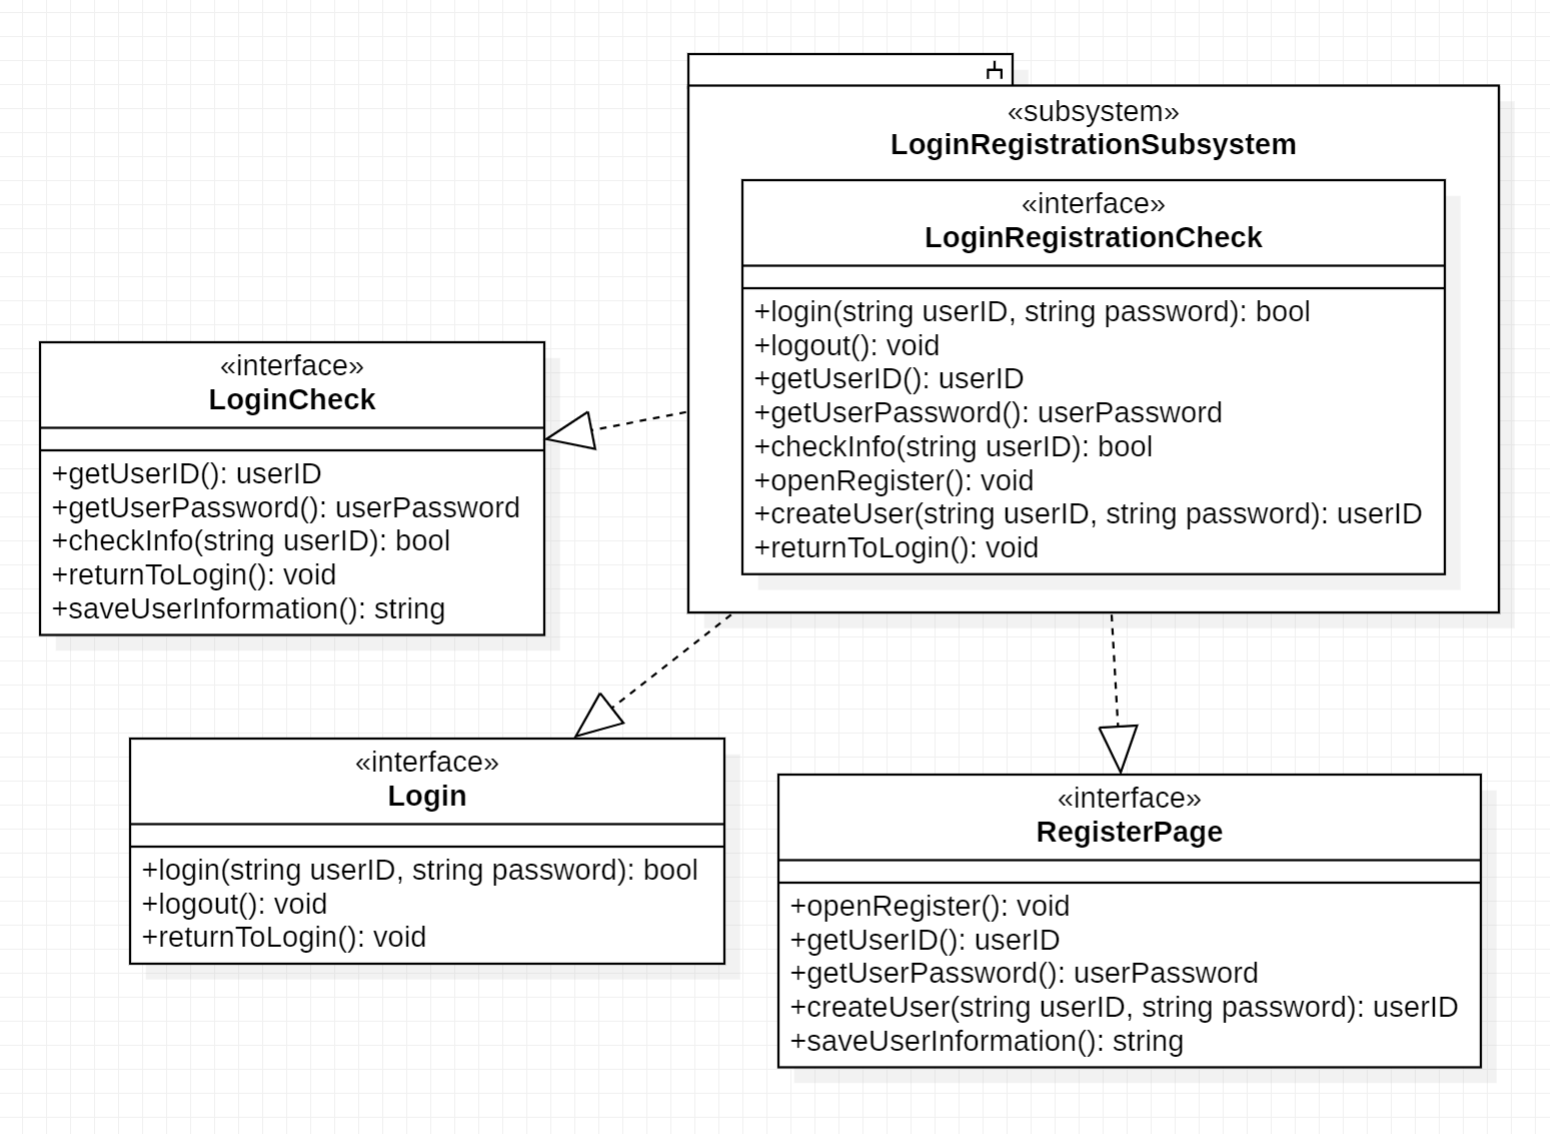 «subsystem»
LoginRegistrationSubsystem
«interface»
LoginRegistrationCheck
+login(string userID, string password): bool
+logout(): void
+getUserID(): userID
+getUserPassword(): userPassword
+checkInfo(string userID): bool
+openRegister(): void
+createUser(string userID, string password): userID
+returnToLogin(): void
«interface»
LoginCheck
+getUserID(): userID
+getUserPassword(): userPassword
+checkInfo(string userID): bool
+returnToLogin(): void
+saveUserInformation(): string
«interface»
Login
+login(string userID, string password): bool
+logout(): void
+returnToLogin(): void
«interface»
RegisterPage
+openRegister(): void
+getUserID(): userID
+getUserPassword(): userPassword
+createUser(string userID, string password): userID
+saveUserInformation(): string